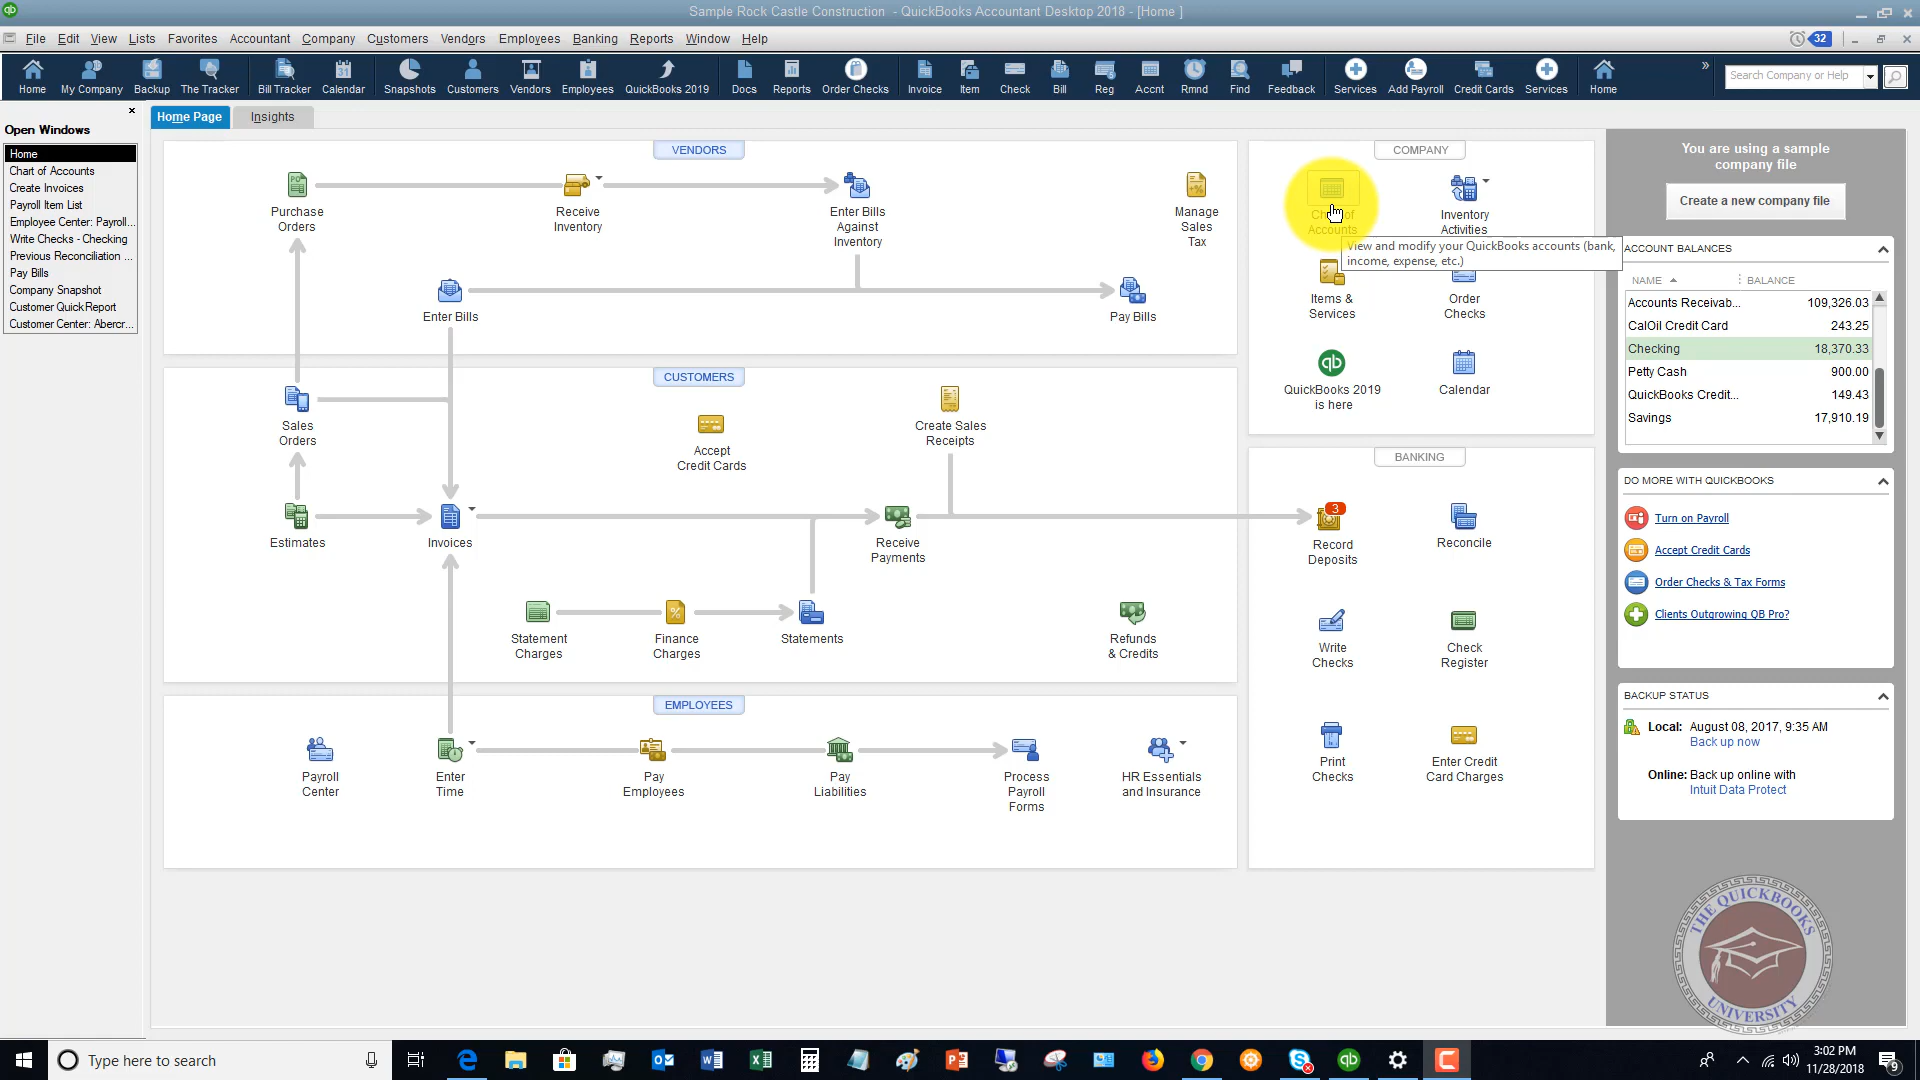 Sample Rock Castle Construction - QuickBooks Accountant Desktop 2018 - [Home ]
File Edit View Lists Favorites Accountant Company Customers Vendors Employees Banking Reports Window Help
32
Home My Company Backup The Tracker Bill Tracker Calendar Snapshots Customers Vendors Employees QuickBooks 2019 Docs Reports Order Checks Invoice Item Check Bill Reg Accnt Rmnd Find Feedback Services Add Payroll Credit Cards Services Home
Search Company or Help
Open Windows
Home
Chart of Accounts
Create Invoices
Payroll Item List
Employee Center: Payroll...
Write Checks - Checking
Previous Reconciliation ...
Pay Bills
Company Snapshot
Customer QuickReport
Customer Center: Abercr...
Home Page Insights
VENDORS
Purchase
Orders
Receive
Inventory
Enter Bills
Against
Inventory
Manage
Sales
Tax
Enter Bills
Pay Bills
CUSTOMERS
Sales
Orders
Accept
Credit Cards
Create Sales
Receipts
Estimates
Invoices
Receive
Payments
Statement
Charges
Finance
Charges
Statements
Refunds
& Credits
EMPLOYEES
Payroll
Center
Enter
Time
Pay
Employees
Pay
Liabilities
Process
Payroll
Forms
HR Essentials
and Insurance
COMPANY
Chart of
Accounts
Inventory
Activities
View and modify your QuickBooks accounts (bank,
income, expense, etc.)
Items &
Services
Order
Checks
qb
QuickBooks 2019
is here
Calendar
BANKING
3
Record
Deposits
Reconcile
Write
Checks
Check
Register
Print
Checks
Enter Credit
Card Charges
You are using a sample
company file
Create a new company file
ACCOUNT BALANCES
NAME BALANCE
Accounts Receivab... 109,326.03
CalOil Credit Card 243.25
Checking 18,370.33
Petty Cash 900.00
QuickBooks Credit... 149.43
Savings 17,910.19
DO MORE WITH QUICKBOOKS
Turn on Payroll
Accept Credit Cards
Order Checks & Tax Forms
Clients Outgrowing QB Pro?
BACKUP STATUS
Local: August 08, 2017, 9:35 AM
Back up now
Online: Back up online with
Intuit Data Protect
THE QUICKBOOKS
UNIVERSITY
Type here to search
3:02 PM
11/28/2018
9